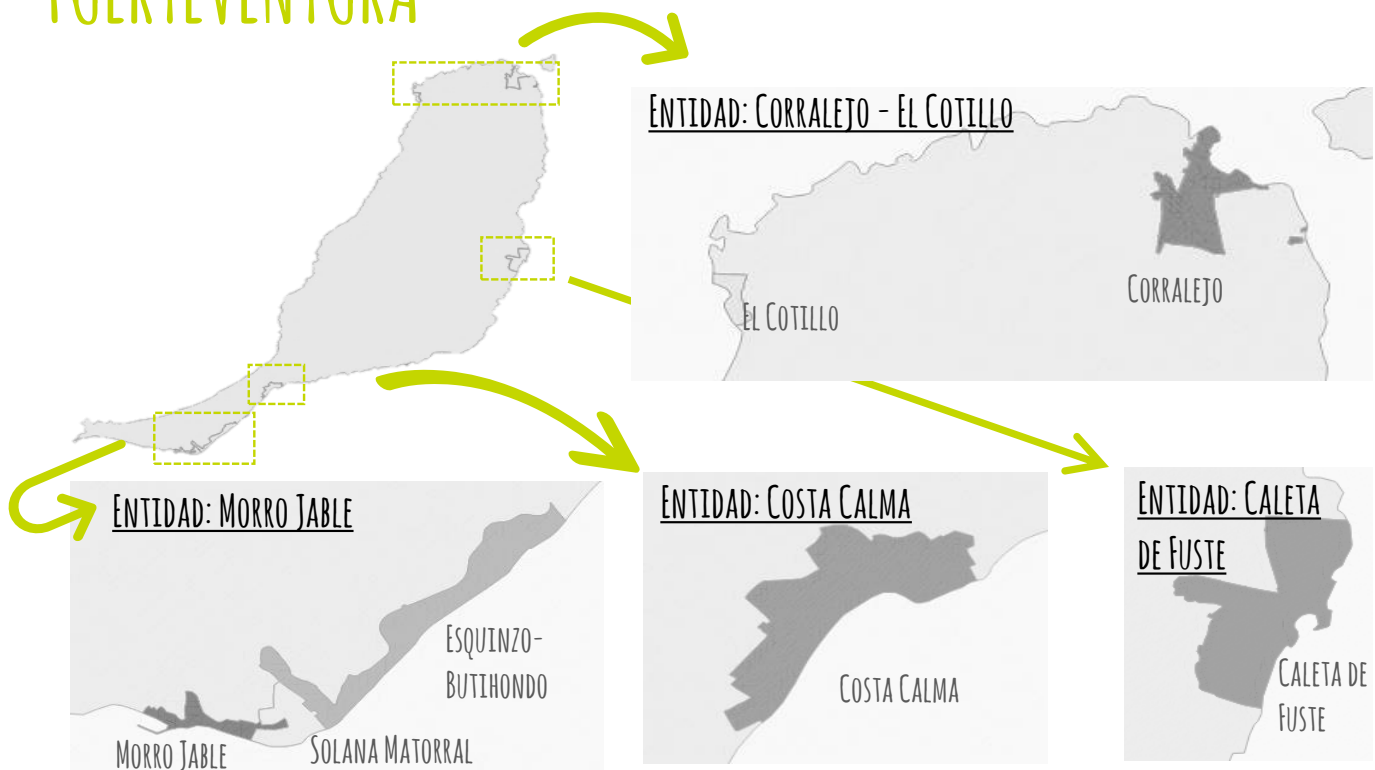 FUERTEVENTURA
ENTIDAD: CORRALEJO - EL COTILLO
EL COTILLO
CORRALEJO
ENTIDAD: MORRO JABLE
ESQUINZO-
BUTIHONDO
MORRO JABLE
SOLANA MATORRAL
ENTIDAD: COSTA CALMA
COSTA CALMA
ENTIDAD: CALETA
DE FUSTE
CALETA DE
FUSTE